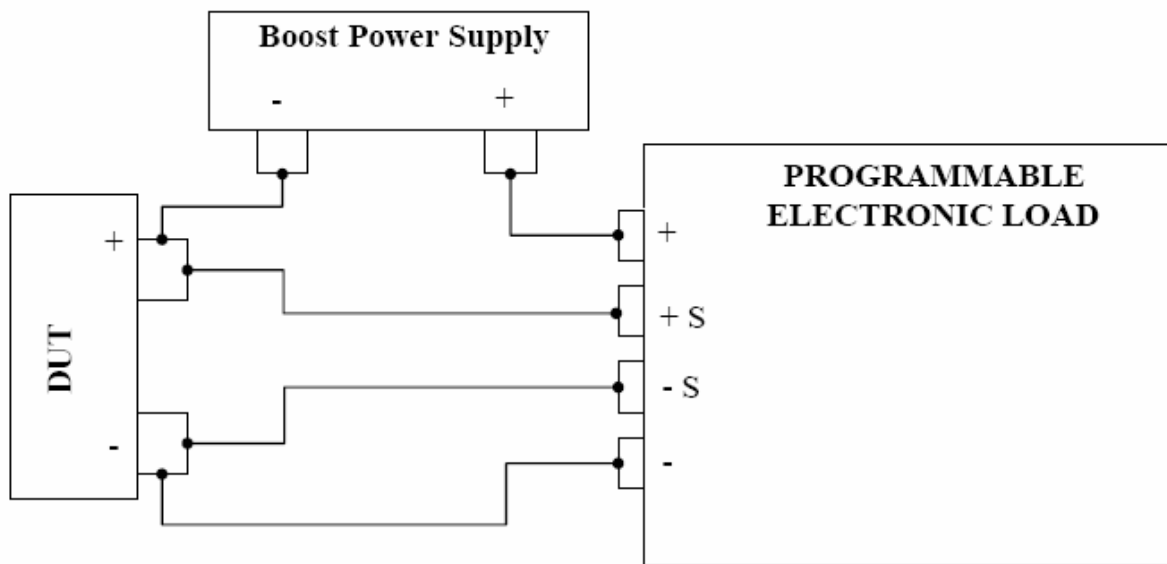 Boost Power Supply
- +
PROGRAMMABLE
ELECTRONIC LOAD
+
+ S
- S
-
+
DUT
-